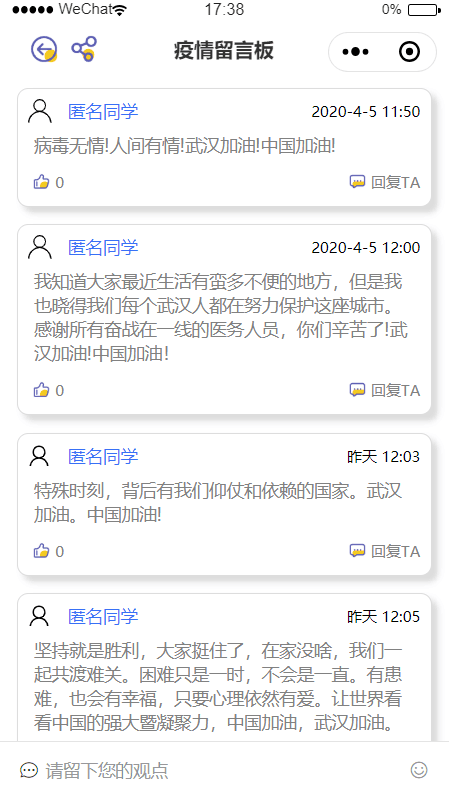 WeChat 17:38 0%
疫情留言板
匿名同学 2020-4-5 11:50
病毒无情!人间有情!武汉加油!中国加油!
0 回复TA
匿名同学 2020-4-5 12:00
我知道大家最近生活有蛮多不便的地方，但是我
也晓得我们每个武汉人都在努力保护这座城市。
感谢所有奋战在一线的医务人员，你们辛苦了!武
汉加油!中国加油!
0 回复TA
匿名同学 昨天 12:03
特殊时刻，背后有我们仰仗和依赖的国家。武汉
加油。中国加油!
0 回复TA
匿名同学 昨天 12:05
坚持就是胜利，大家挺住了，在家没啥，我们一
起共渡难关。困难只是一时，不会是一直。有患
难，也会有幸福，只要心理依然有爱。让世界看
看中国的强大暨凝聚力，中国加油，武汉加油。
请留下您的观点